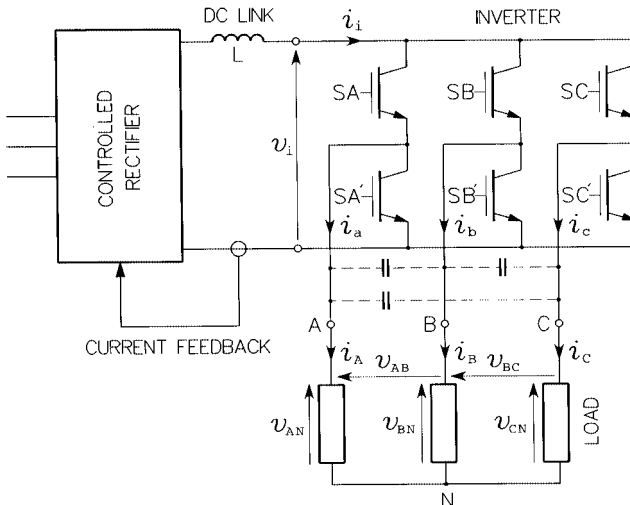 DC LINK
INVERTER
i_i
L
CONTROLLED
RECTIFIER
v_i
SA
SB
SC
SA'
SB'
SC'
i_a
i_b
i_c
A
B
C
CURRENT FEEDBACK
i_A
v_AB
i_B
v_BC
i_C
v_AN
v_BN
v_CN
LOAD
N